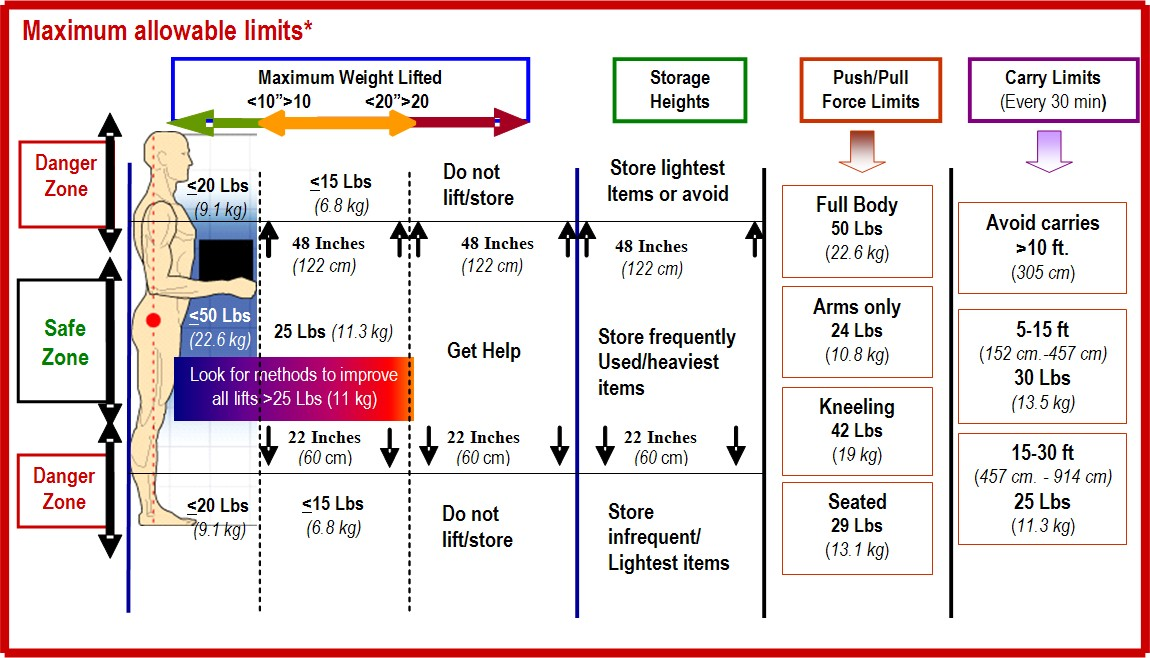 Maximum allowable limits*
Maximum Weight Lifted
<10”>10 <20”>20
Storage
Heights
Push/Pull
Force Limits
Carry Limits
(Every 30 min)
Danger
Zone
≤20 Lbs
(9.1 kg)
≤15 Lbs
(6.8 kg)
Do not
lift/store
Store lightest
Items or avoid
48 Inches
(122 cm)
48 Inches
(122 cm)
48 Inches
(122 cm)
Safe
Zone
≤50 Lbs
(22.6 kg)
25 Lbs (11.3 kg)
Get Help
Store frequently
Used/heaviest
items
Look for methods to improve
all lifts >25 Lbs (11 kg)
22 Inches
(60 cm)
22 Inches
(60 cm)
22 Inches
(60 cm)
Danger
Zone
≤20 Lbs
(9.1 kg)
≤15 Lbs
(6.8 kg)
Do not
lift/store
Store
infrequent/
Lightest items
Full Body
50 Lbs
(22.6 kg)
Arms only
24 Lbs
(10.8 kg)
Kneeling
42 Lbs
(19 kg)
Seated
29 Lbs
(13.1 kg)
Avoid carries
>10 ft.
(305 cm)
5-15 ft
(152 cm.-457 cm)
30 Lbs
(13.5 kg)
15-30 ft
(457 cm. - 914 cm)
25 Lbs
(11.3 kg)